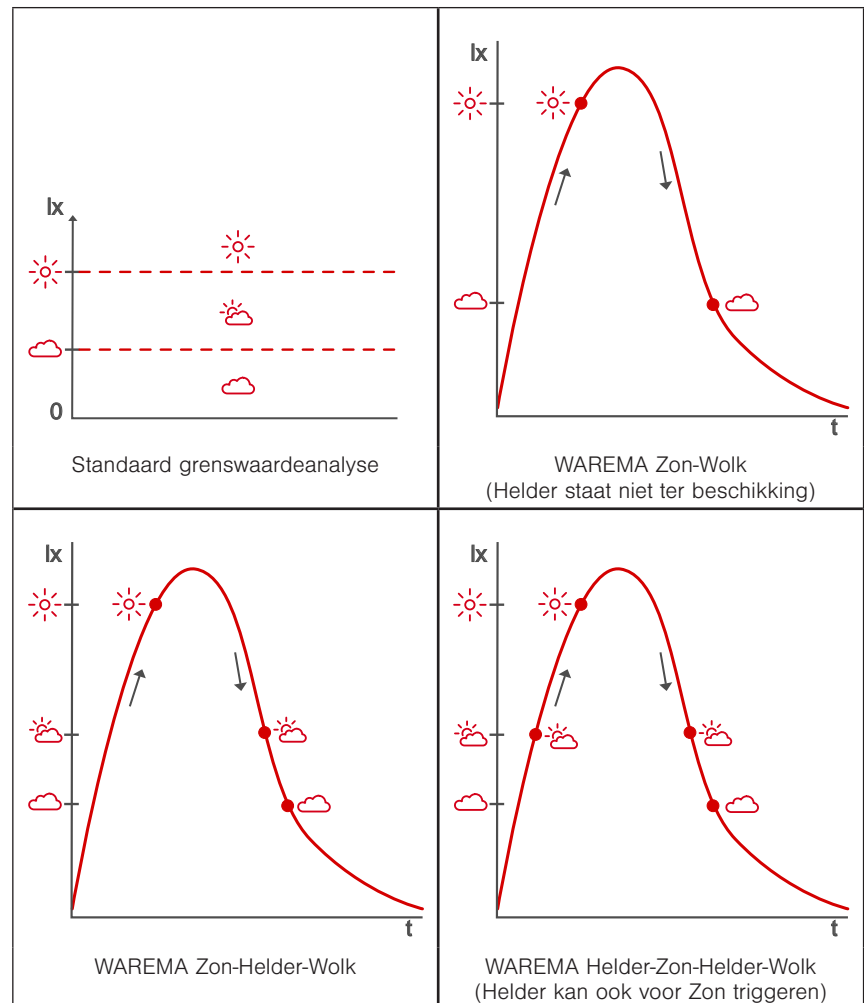 lx
0
Standaard grenswaardeanalyse
lx
t
WAREMA Zon-Wolk
(Helder staat niet ter beschikking)
lx
t
WAREMA Zon-Helder-Wolk
lx
t
WAREMA Helder-Zon-Helder-Wolk
(Helder kan ook voor Zon triggeren)